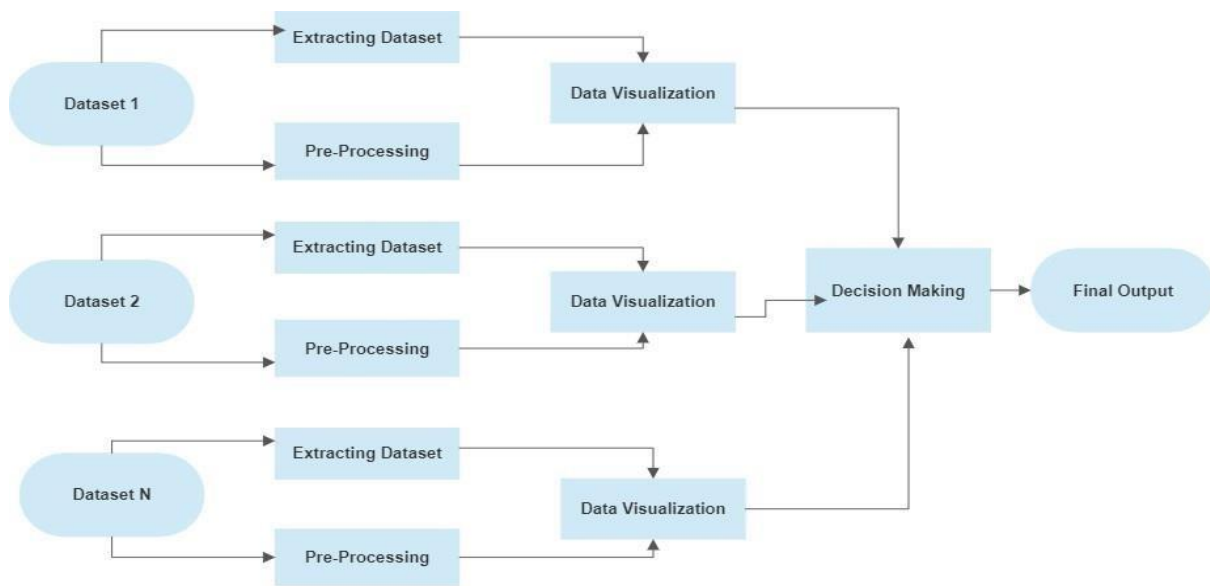 Extracting Dataset
Dataset 1
Data Visualization
Pre-Processing
Extracting Dataset
Dataset 2
Data Visualization
Decision Making
Final Output
Pre-Processing
Extracting Dataset
Dataset N
Data Visualization
Pre-Processing